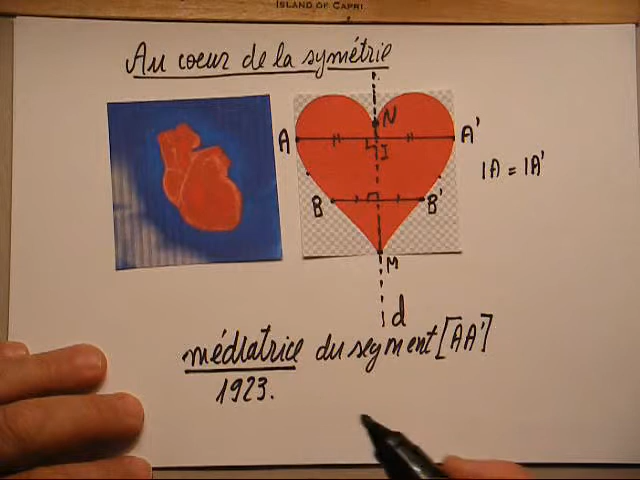 ISLAND OF CAPRI
Au coeur de la symétrie
N
A
A'
I
IA = IA'
B
B'
M
d
médiatrice du segment [AA']
1923.